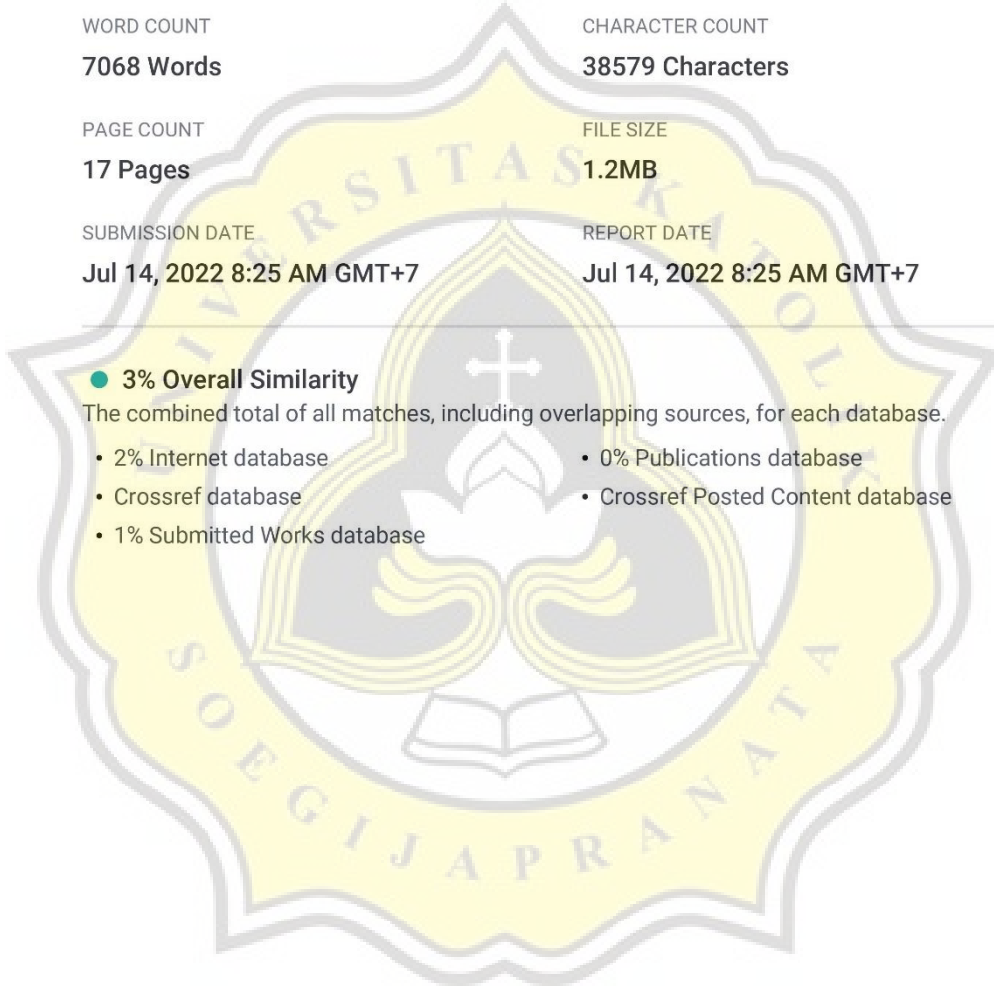 WORD COUNT
7068 Words
CHARACTER COUNT
38579 Characters
PAGE COUNT
17 Pages
FILE SIZE
1.2MB
SUBMISSION DATE
Jul 14, 2022 8:25 AM GMT+7
REPORT DATE
Jul 14, 2022 8:25 AM GMT+7
● 3% Overall Similarity
The combined total of all matches, including overlapping sources, for each database.
• 2% Internet database
• 0% Publications database
• Crossref database
• Crossref Posted Content database
• 1% Submitted Works database
UNIVERSITAS KATOLIK
SOEGIJAPRANATA